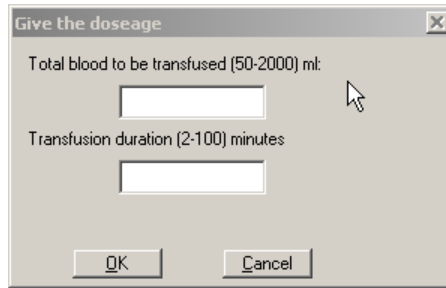 Give the doseage
Total blood to be transfused (50-2000) ml:
Transfusion duration (2-100) minutes
OK Cancel